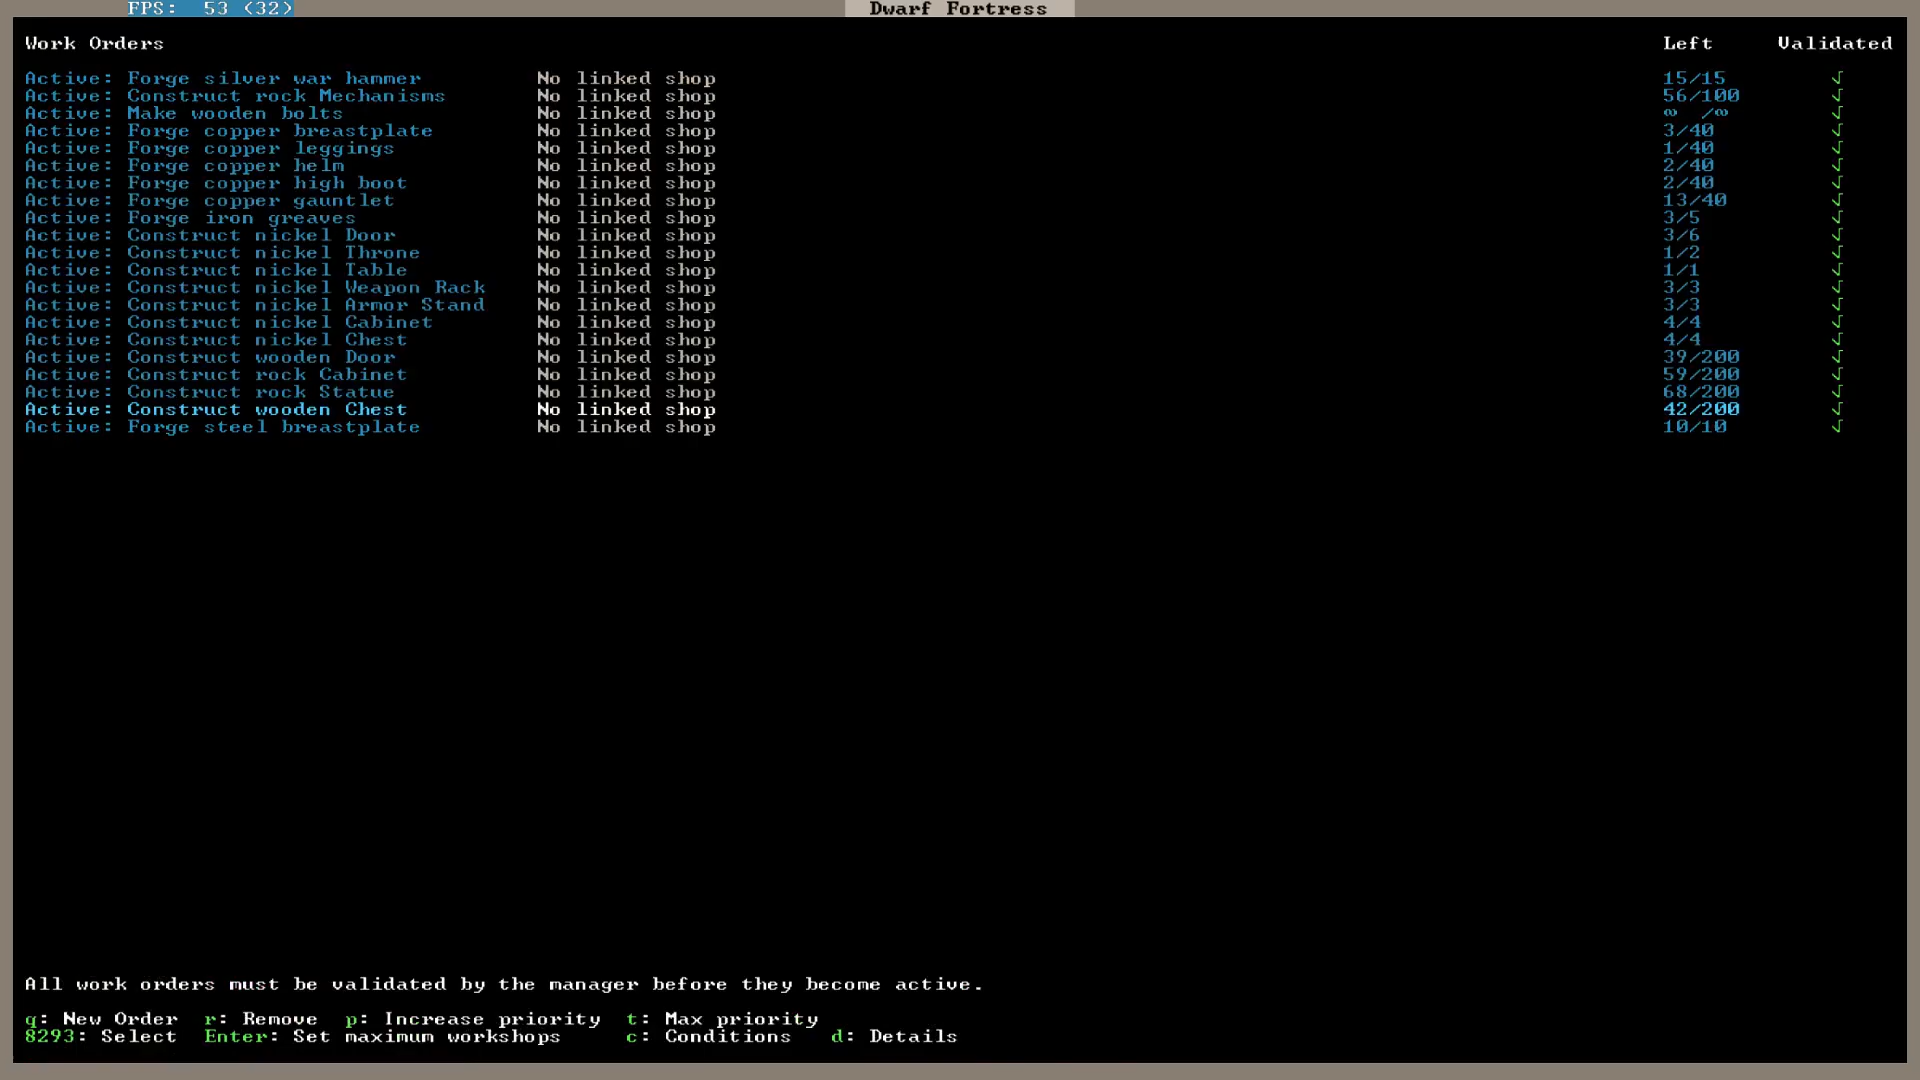 FPS: 53 (32) Dwarf Fortress
Work Orders Left Validated
Active: Forge silver war hammer No linked shop 15/15 √
Active: Construct rock Mechanisms No linked shop 56/100 √
Active: Make wooden bolts No linked shop ∞ /∞ √
Active: Forge copper breastplate No linked shop 3/40 √
Active: Forge copper leggings No linked shop 1/40 √
Active: Forge copper helm No linked shop 2/40 √
Active: Forge copper high boot No linked shop 2/40 √
Active: Forge copper gauntlet No linked shop 13/40 √
Active: Forge iron greaves No linked shop 3/5 √
Active: Construct nickel Door No linked shop 3/6 √
Active: Construct nickel Throne No linked shop 1/2 √
Active: Construct nickel Table No linked shop 1/1 √
Active: Construct nickel Weapon Rack No linked shop 3/3 √
Active: Construct nickel Armor Stand No linked shop 3/3 √
Active: Construct nickel Cabinet No linked shop 4/4 √
Active: Construct nickel Chest No linked shop 4/4 √
Active: Construct wooden Door No linked shop 39/200 √
Active: Construct rock Cabinet No linked shop 59/200 √
Active: Construct rock Statue No linked shop 68/200 √
Active: Construct wooden Chest No linked shop 42/200 √
Active: Forge steel breastplate No linked shop 10/10 √
All work orders must be validated by the manager before they become active.
q: New Order r: Remove p: Increase priority t: Max priority
8293: Select Enter: Set maximum workshops c: Conditions d: Details